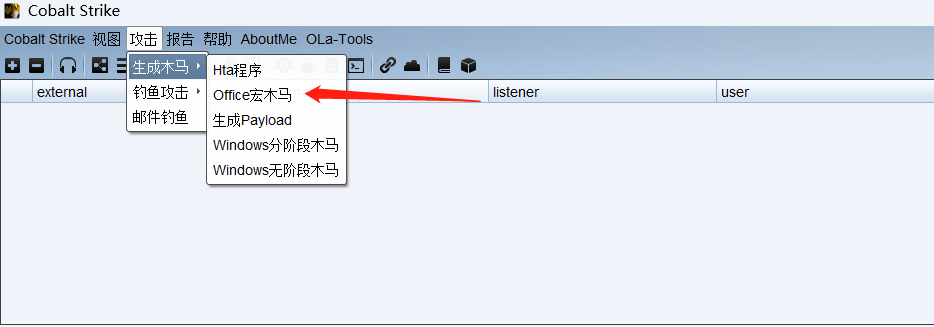 Cobalt Strike
Cobalt Strike 视图 攻击 报告 帮助 AboutMe OLa-Tools
生成木马
钓鱼攻击
邮件钓鱼
Hta程序
Office宏木马
生成Payload
Windows分阶段木马
Windows无阶段木马
external listener user